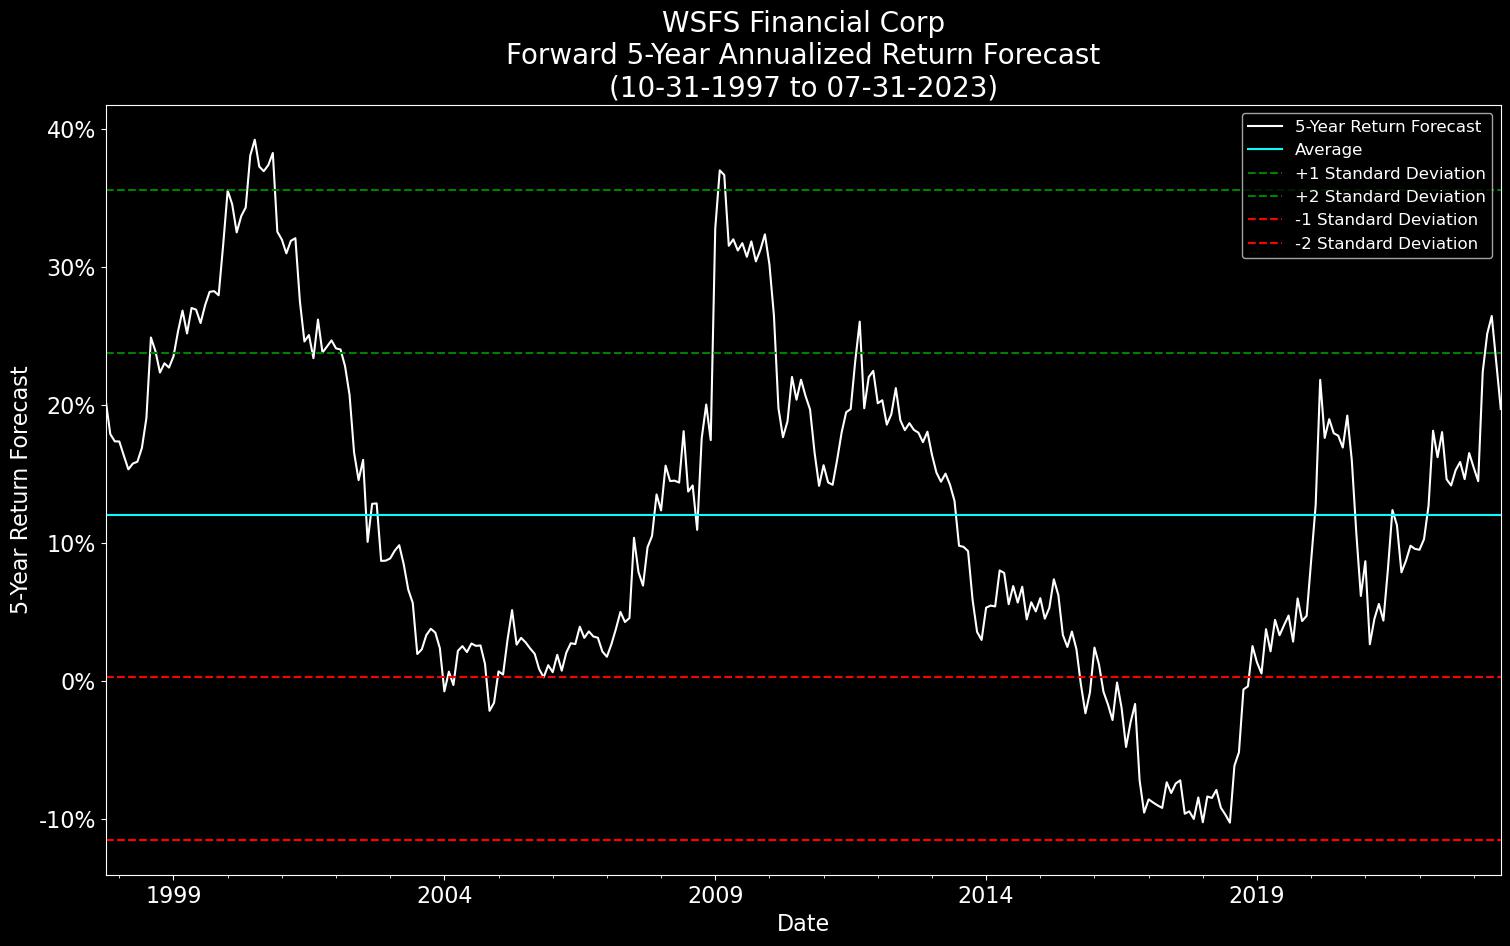 WSFS Financial Corp
Forward 5-Year Annualized Return Forecast
(10-31-1997 to 07-31-2023)
5-Year Return Forecast
Average
+1 Standard Deviation
+2 Standard Deviation
-1 Standard Deviation
-2 Standard Deviation
40%
30%
20%
10%
0%
-10%
5-Year Return Forecast
1999
2004
2009
2014
2019
Date